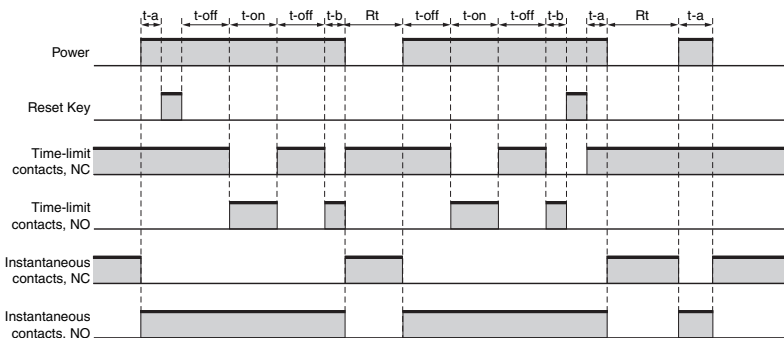 t-a t-off t-on t-off t-b Rt t-off t-on t-off t-b t-a Rt t-a
Power
Reset Key
Time-limit
contacts, NC
Time-limit
contacts, NO
Instantaneous
contacts, NC
Instantaneous
contacts, NO